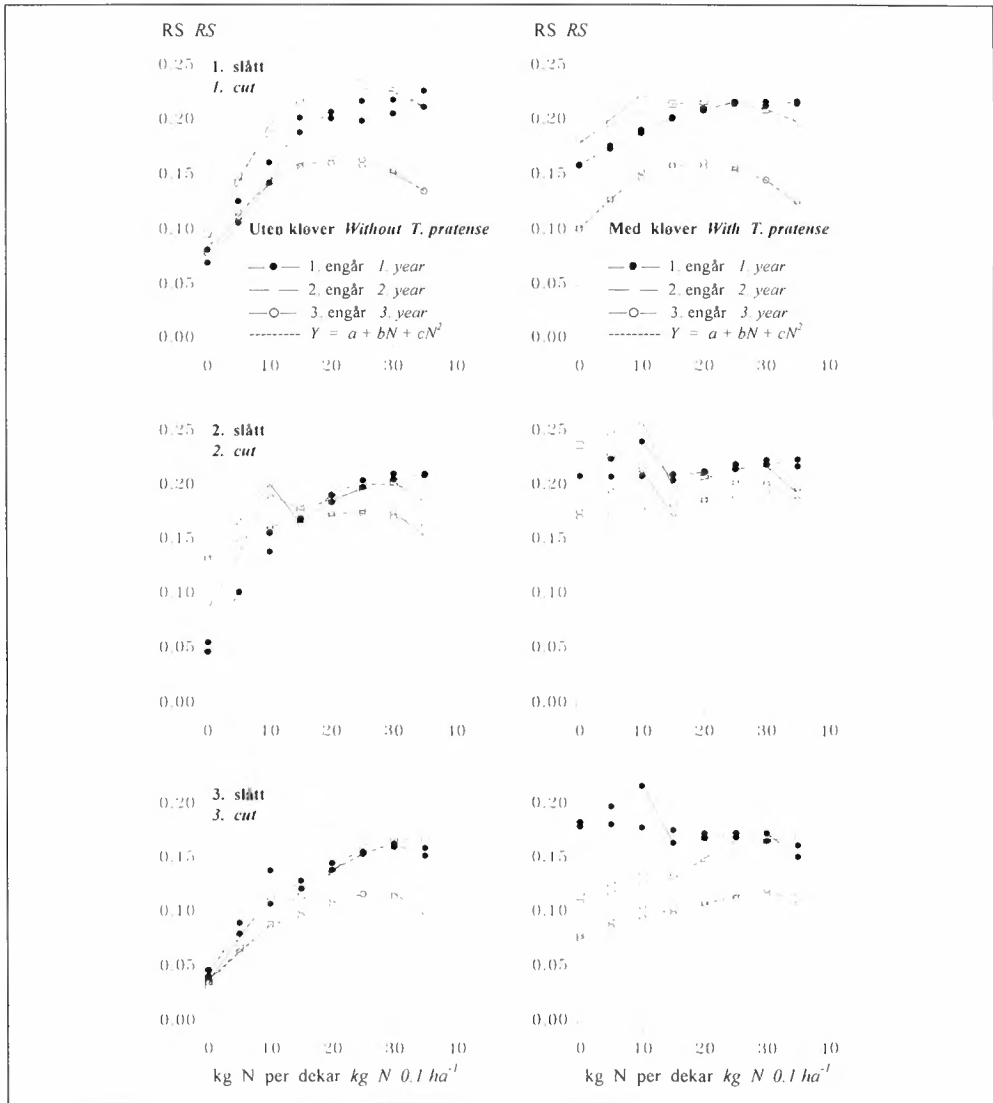 RS RS
RS RS
0.25 1. slått
1. cut
0.20
0.15
0.10
0.05
0.00
Uten kløver Without T. pratense
1. engår 1. year
2. engår 2. year
3. engår 3. year
Y = a + bN + cN²
0 10 20 30 40
0.25
0.20
0.15
0.10
0.05
0.00
Med kløver With T. pratense
1. engår 1. year
2. engår 2. year
3. engår 3. year
Y = a + bN + cN²
0 10 20 30 40
0.25 2. slått
2. cut
0.20
0.15
0.10
0.05
0.00
0 10 20 30 40
0.25
0.20
0.15
0.10
0.05
0.00
0 10 20 30 40
3. slått
0.20 3. cut
0.15
0.10
0.05
0.00
0 10 20 30 40
kg N per dekar kg N 0.1 ha⁻¹
0.20
0.15
0.10
0.05
0.00
0 10 20 30 40
kg N per dekar kg N 0.1 ha⁻¹